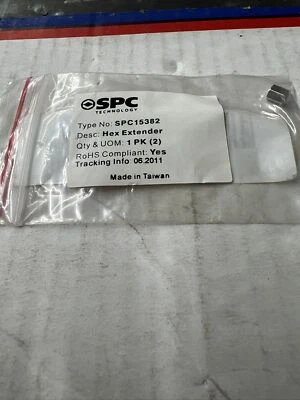 SPC
TECHNOLOGY
Type No: SPC15382
Desc: Hex Extender
Qty & UOM: 1 PK (2)
RoHS Compliant: Yes
Tracking Info 06.2011
Made in Taiwan